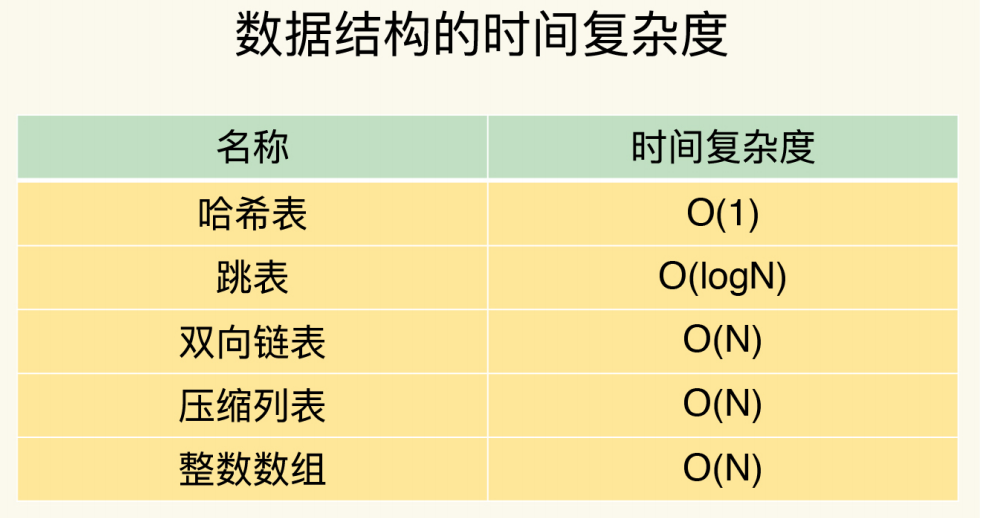 数据结构的时间复杂度
名称 时间复杂度
哈希表 O(1)
跳表 O(logN)
双向链表 O(N)
压缩列表 O(N)
整数数组 O(N)